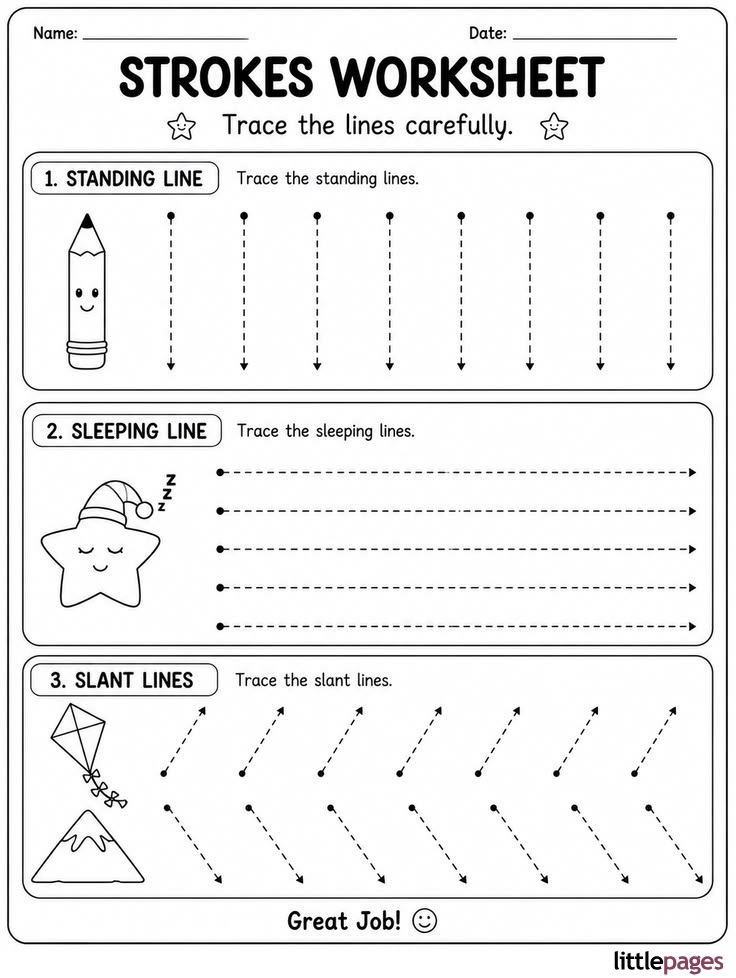 Name: Date:
STROKES WORKSHEET
Trace the lines carefully.
1. STANDING LINE Trace the standing lines.
2. SLEEPING LINE Trace the sleeping lines.
z
z
z
3. SLANT LINES Trace the slant lines.
Great Job!
littlepages